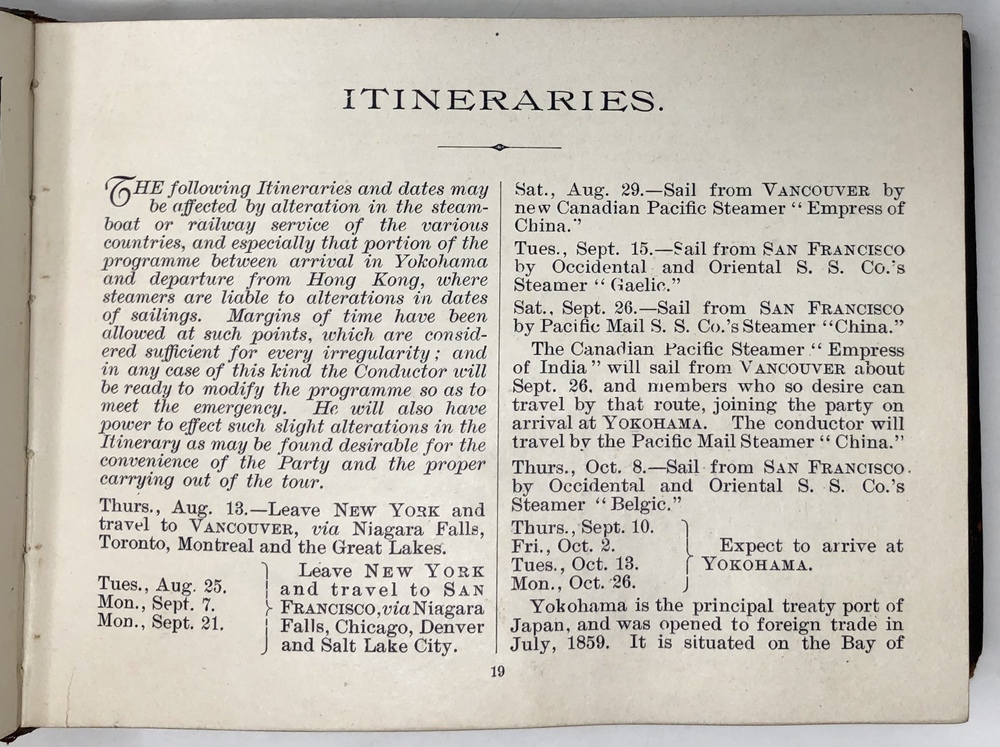 ITINERARIES.
THE following Itineraries and dates may
be affected by alteration in the steam-
boat or railway service of the various
countries, and especially that portion of the
programme between arrival in Yokohama
and departure from Hong Kong, where
steamers are liable to alterations in dates
of sailings. Margins of time have been
allowed at such points, which are consid-
ered sufficient for every irregularity; and
in any case of this kind the Conductor will
be ready to modify the programme so as to
meet the emergency. He will also have
power to effect such slight alterations in the
Itinerary as may be found desirable for the
convenience of the Party and the proper
carrying out of the tour.
Thurs., Aug. 13.—Leave NEW YORK and
travel to VANCOUVER, via Niagara Falls,
Toronto, Montreal and the Great Lakes.
Tues., Aug. 25.
Mon., Sept. 7.
Mon., Sept. 21.
Leave NEW YORK
and travel to SAN
FRANCISCO, via Niagara
Falls, Chicago, Denver
and Salt Lake City.
Sat., Aug. 29.—Sail from VANCOUVER by
new Canadian Pacific Steamer "Empress of
China."
Tues., Sept. 15.—Sail from SAN FRANCISCO
by Occidental and Oriental S. S. Co.'s
Steamer "Gaelic."
Sat., Sept. 26.—Sail from SAN FRANCISCO
by Pacific Mail S. S. Co.'s Steamer "China."
The Canadian Pacific Steamer "Empress
of India" will sail from VANCOUVER about
Sept. 26, and members who so desire can
travel by that route, joining the party on
arrival at YOKOHAMA. The conductor will
travel by the Pacific Mail Steamer "China."
Thurs., Oct. 8.—Sail from SAN FRANCISCO.
by Occidental and Oriental S. S. Co.'s
Steamer "Belgic."
Thurs., Sept. 10.
Fri., Oct. 2.
Tues., Oct. 13.
Mon., Oct. 26.
Expect to arrive at
YOKOHAMA.
Yokohama is the principal treaty port of
Japan, and was opened to foreign trade in
July, 1859. It is situated on the Bay of
19